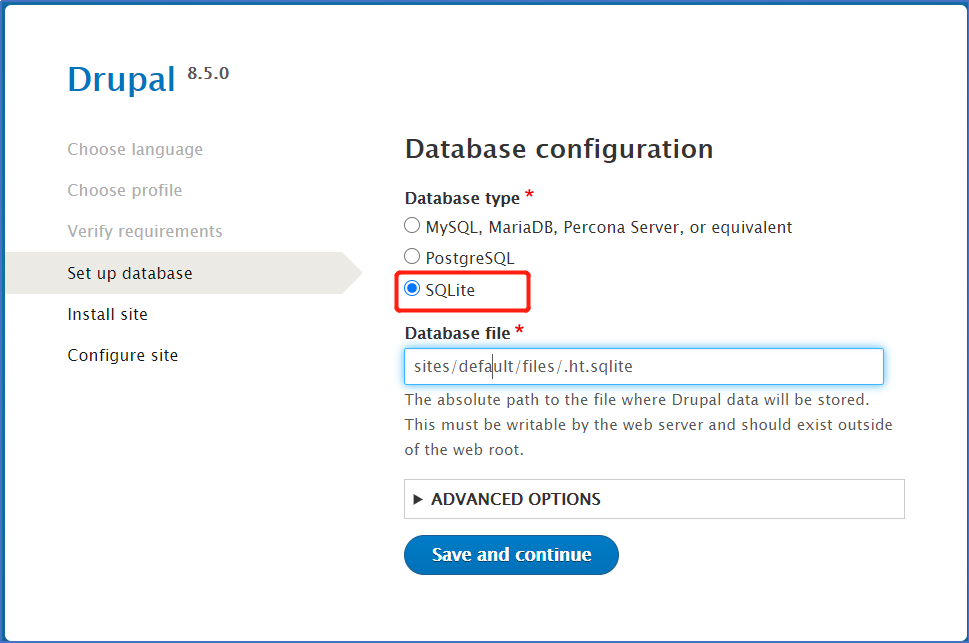 Drupal 8.5.0
Choose language
Choose profile
Verify requirements
Set up database
Install site
Configure site
Database configuration
Database type *
MySQL, MariaDB, Percona Server, or equivalent
PostgreSQL
SQLite
Database file *
sites/default/files/.ht.sqlite
The absolute path to the file where Drupal data will be stored.
This must be writable by the web server and should exist outside
of the web root.
ADVANCED OPTIONS
Save and continue